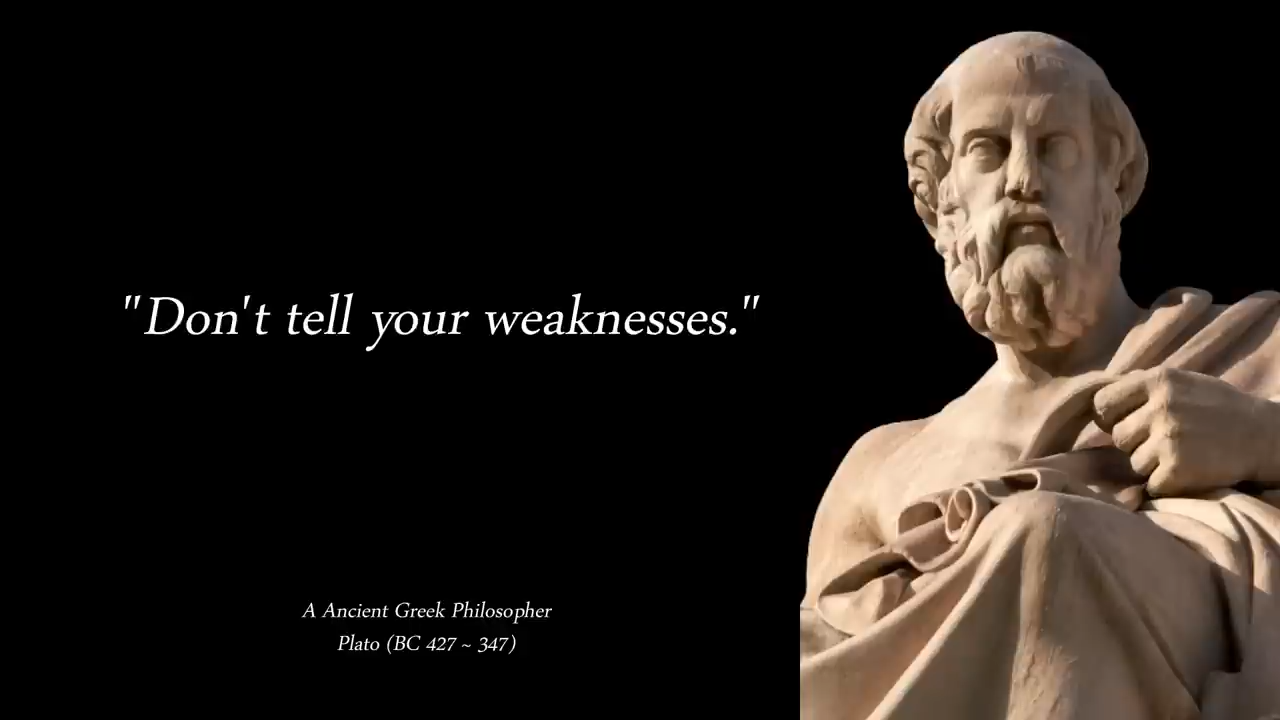 "Don't tell your weaknesses."
A Ancient Greek Philosopher
Plato (BC 427 ~ 347)